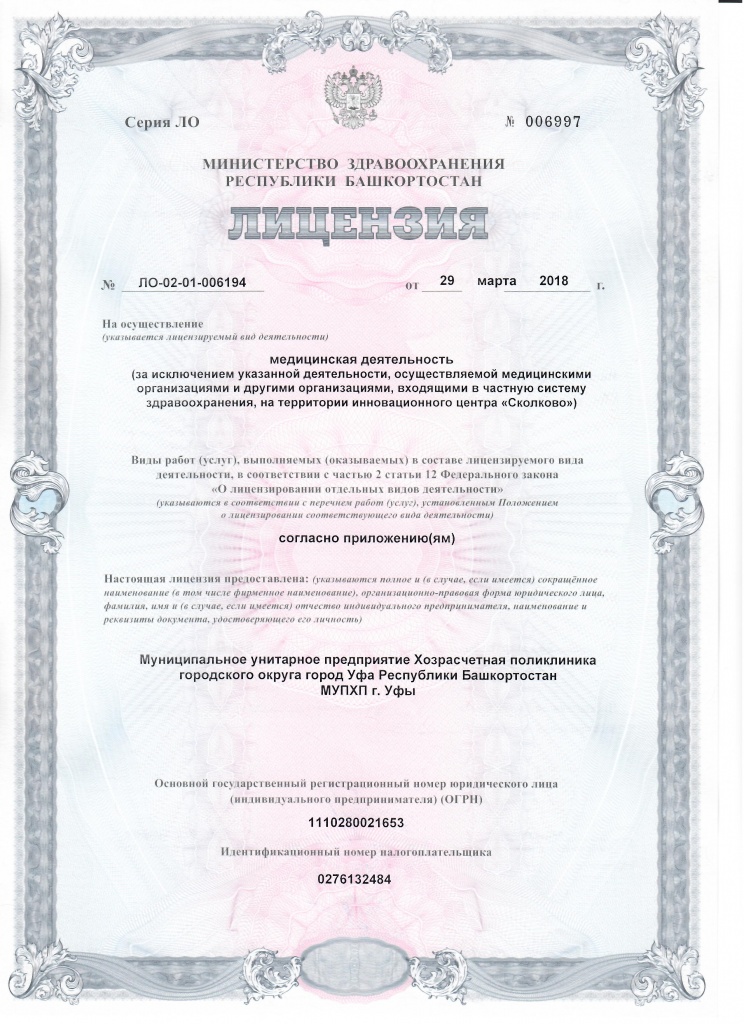 Серия ЛО
№ 006997
МИНИСТЕРСТВО ЗДРАВООХРАНЕНИЯ
РЕСПУБЛИКИ БАШКОРТОСТАН
ЛИЦЕНЗИЯ
№ ЛО-02-01-006194 от 29 марта 2018 г.
На осуществление
(указывается лицензируемый вид деятельности)
медицинская деятельность
(за исключением указанной деятельности, осуществляемой медицинскими
организациями и другими организациями, входящими в частную систему
здравоохранения, на территории инновационного центра «Сколково»)
Виды работ (услуг), выполняемых (оказываемых) в составе лицензируемого вида
деятельности, в соответствии с частью 2 статьи 12 Федерального закона
«О лицензировании отдельных видов деятельности»
(указываются в соответствии с перечнем работ (услуг), установленным Положением
о лицензировании соответствующего вида деятельности)
согласно приложению(ям)
Настоящая лицензия предоставлена: (указываются полное и (в случае, если имеется) сокращённое
наименование (в том числе фирменное наименование), организационно-правовая форма юридического лица,
фамилия, имя и (в случае, если имеется) отчество индивидуального предпринимателя, наименование и
реквизиты документа, удостоверяющего его личность)
Муниципальное унитарное предприятие Хозрасчетная поликлиника
городского округа город Уфа Республики Башкортостан
МУПХП г. Уфы
Основной государственный регистрационный номер юридического лица
(индивидуального предпринимателя) (ОГРН)
1110280021653
Идентификационный номер налогоплательщика
0276132484